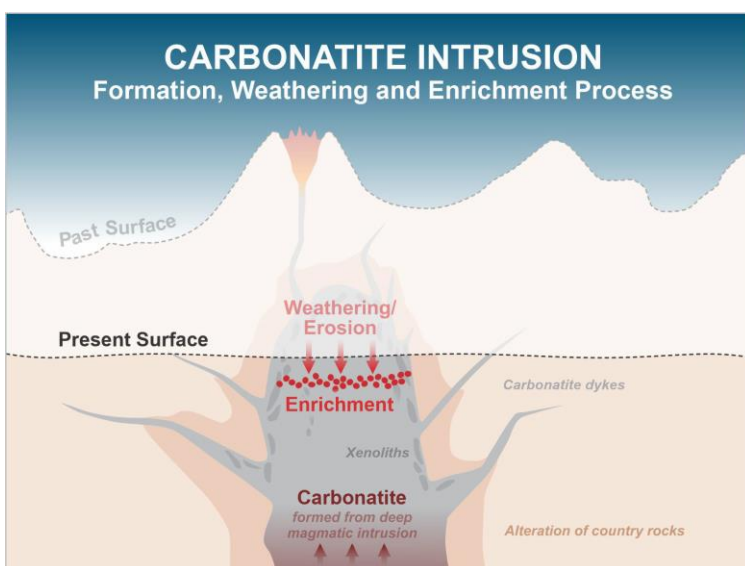 CARBONATITE INTRUSION
Formation, Weathering and Enrichment Process
Past Surface
Weathering/
Erosion
Present Surface
Enrichment
Carbonatite dykes
Xenoliths
Carbonatite
formed from deep
magmatic intrusion
Alteration of country rocks